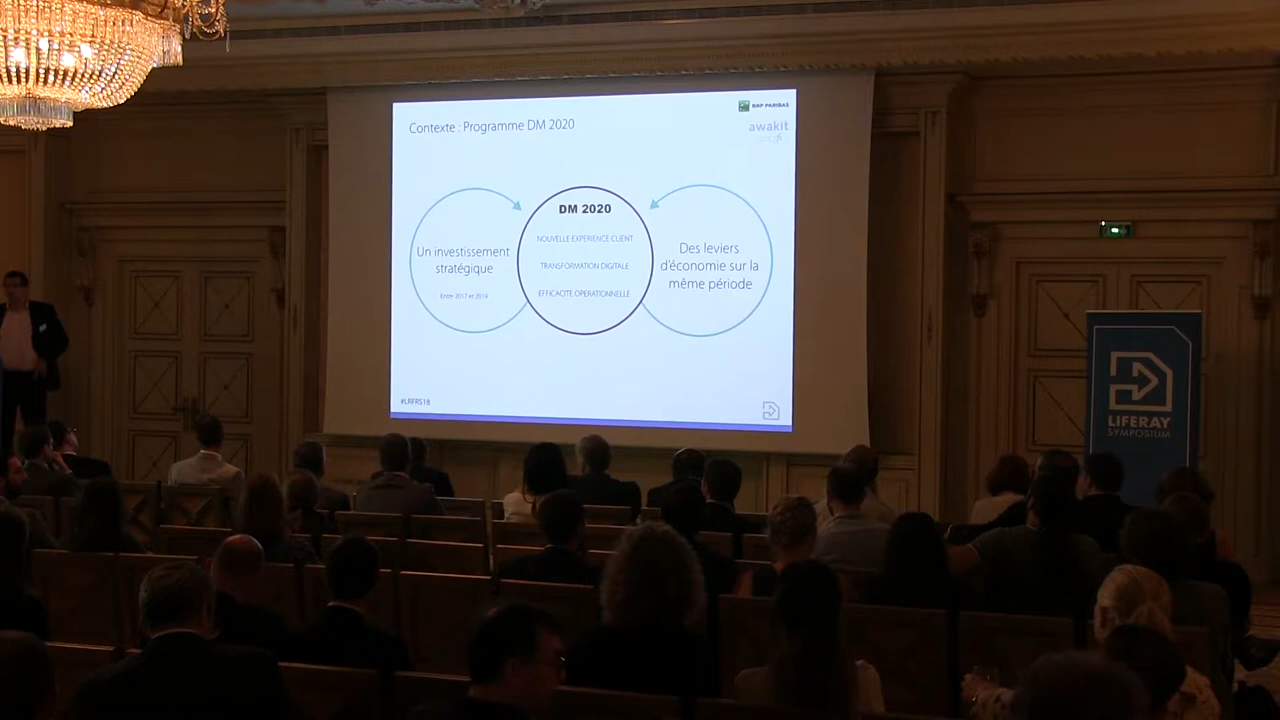 BNP PARIBAS
Contexte : Programme DM 2020
awakit
DM 2020
NOUVELLE EXPERIENCE CLIENT
TRANSFORMATION DIGITALE
EFFICACITE OPERATIONNELLE
Un investissement
stratégique
Entre 2017 et 2019
Des leviers
d'économie sur la
même période
#LRFRS18
LIFERAY
SYMPOSIUM